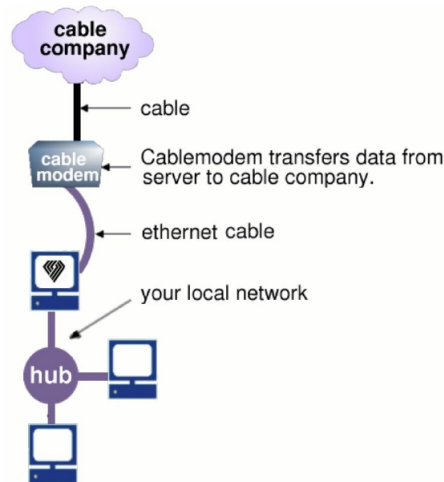 cable
company
cable
cable
modem
Cablemodem transfers data from
server to cable company.
ethernet cable
your local network
hub